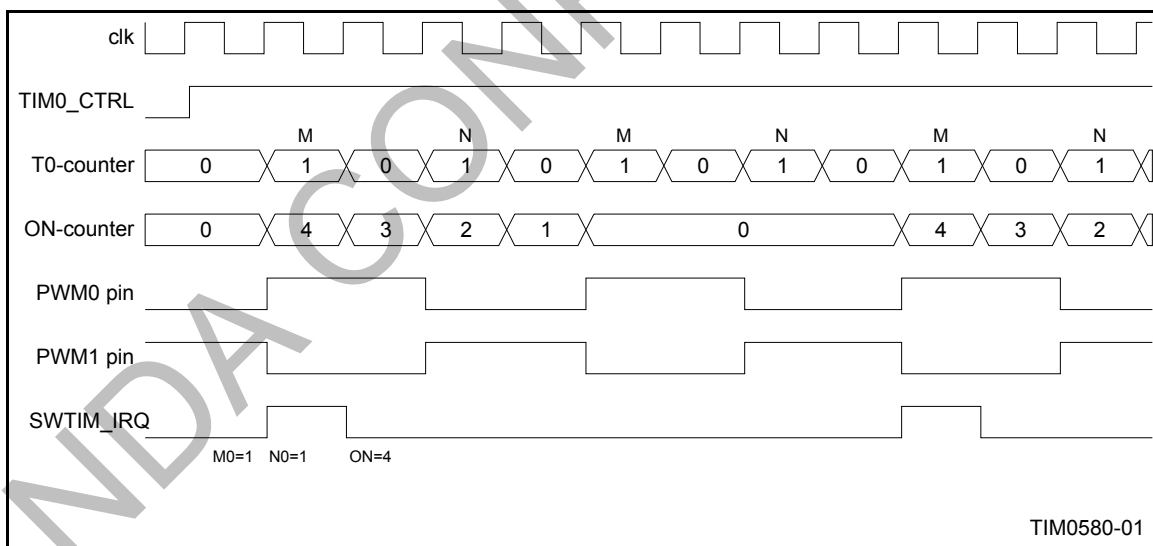 clk
TIM0_CTRL
M N M N M N
T0-counter 0 1 0 1 0 1 0 1 0 1 0 1
ON-counter 0 4 3 2 1 0 4 3 2
PWM0 pin
PWM1 pin
SWTIM_IRQ
M0=1 N0=1 ON=4
TIM0580-01
NDA CON